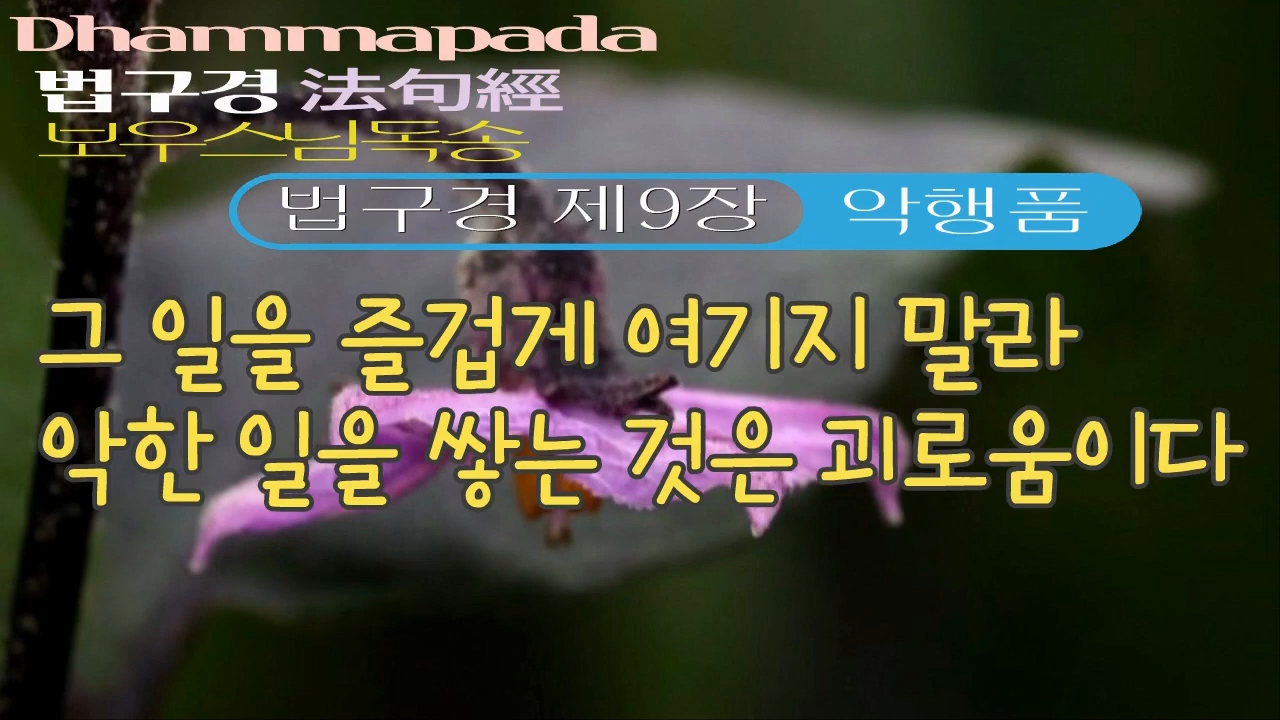 Dhammapada
법구경 法句經
보우스님독송
법구경 제9장 악행품
그 일을 즐겁게 여기지 말라
악한 일을 쌓는 것은 괴로움이다